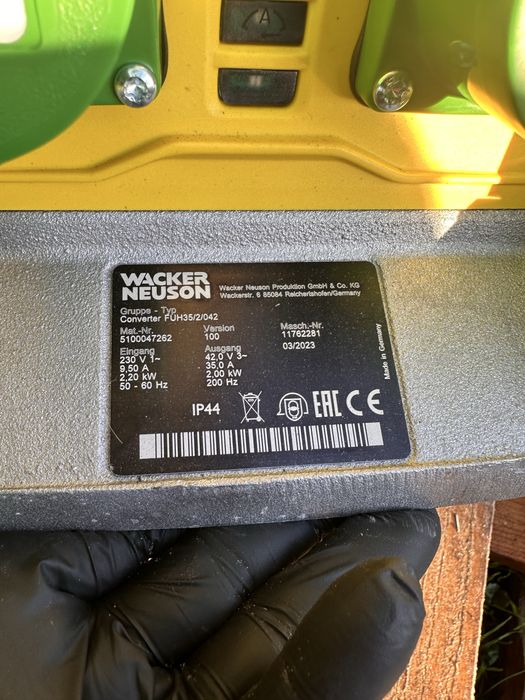 A
WACKER
NEUSON
Wacker Neuson Produktion GmbH & Co. KG
Wackerstr. 6 85084 Reichertshofen/Germany
Gruppe - Typ
Converter FUH35/2/042
Mat.-Nr. Version Masch.-Nr.
5100047262 100 11762281
Eingang Ausgang 03/2023
230 V 1~ 42,0 V 3~
9,50 A 35,0 A
2,20 kW 2,00 kW
50 - 60 Hz 200 Hz
Made in Germany
IP44 EAC CE